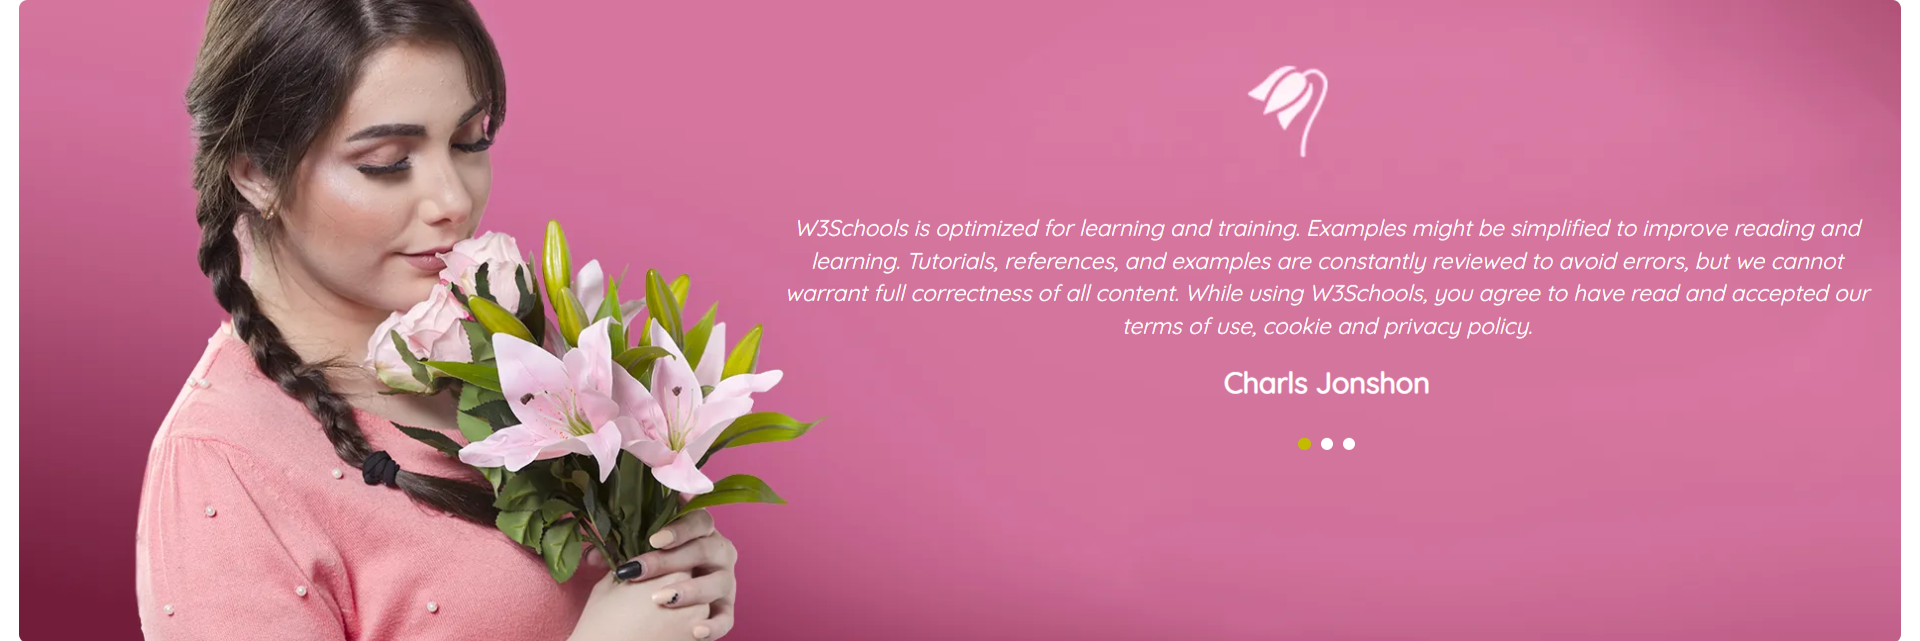 W3Schools is optimized for learning and training. Examples might be simplified to improve reading and
learning. Tutorials, references, and examples are constantly reviewed to avoid errors, but we cannot
warrant full correctness of all content. While using W3Schools, you agree to have read and accepted our
terms of use, cookie and privacy policy.
Charls Jonshon